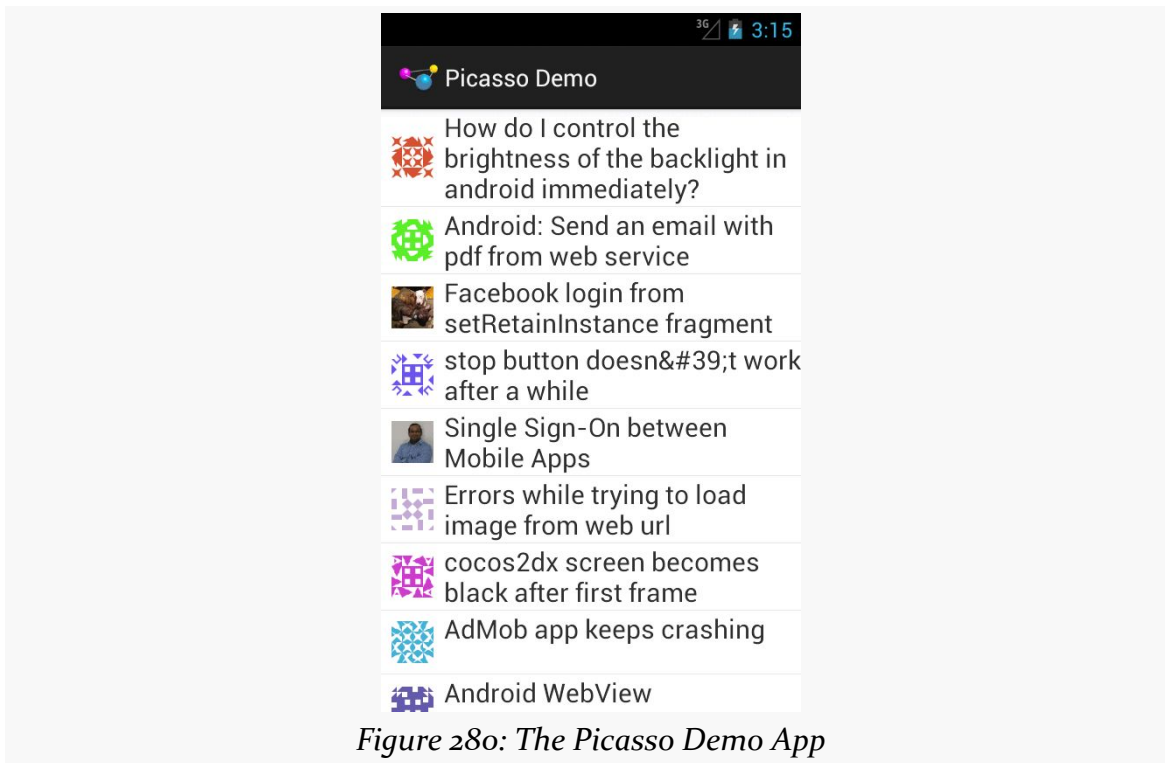 3G 3:15
Picasso Demo
How do I control the
brightness of the backlight in
android immediately?
Android: Send an email with
pdf from web service
Facebook login from
setRetainInstance fragment
stop button doesn&#39;t work
after a while
Single Sign-On between
Mobile Apps
Errors while trying to load
image from web url
cocos2dx screen becomes
black after first frame
AdMob app keeps crashing
Android WebView
Figure 280: The Picasso Demo App